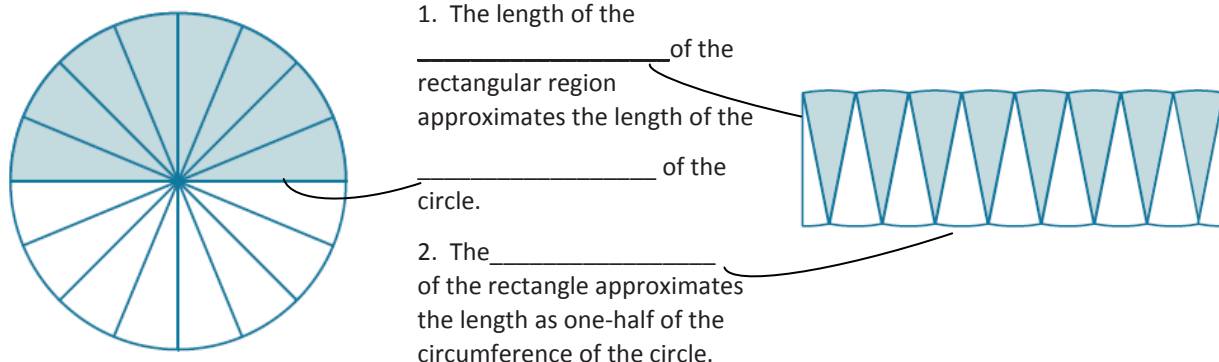 1. The length of the
___________________of the
rectangular region
approximates the length of the
__________________ of the
circle.
2. The_________________
of the rectangle approximates
the length as one-half of the
circumference of the circle.